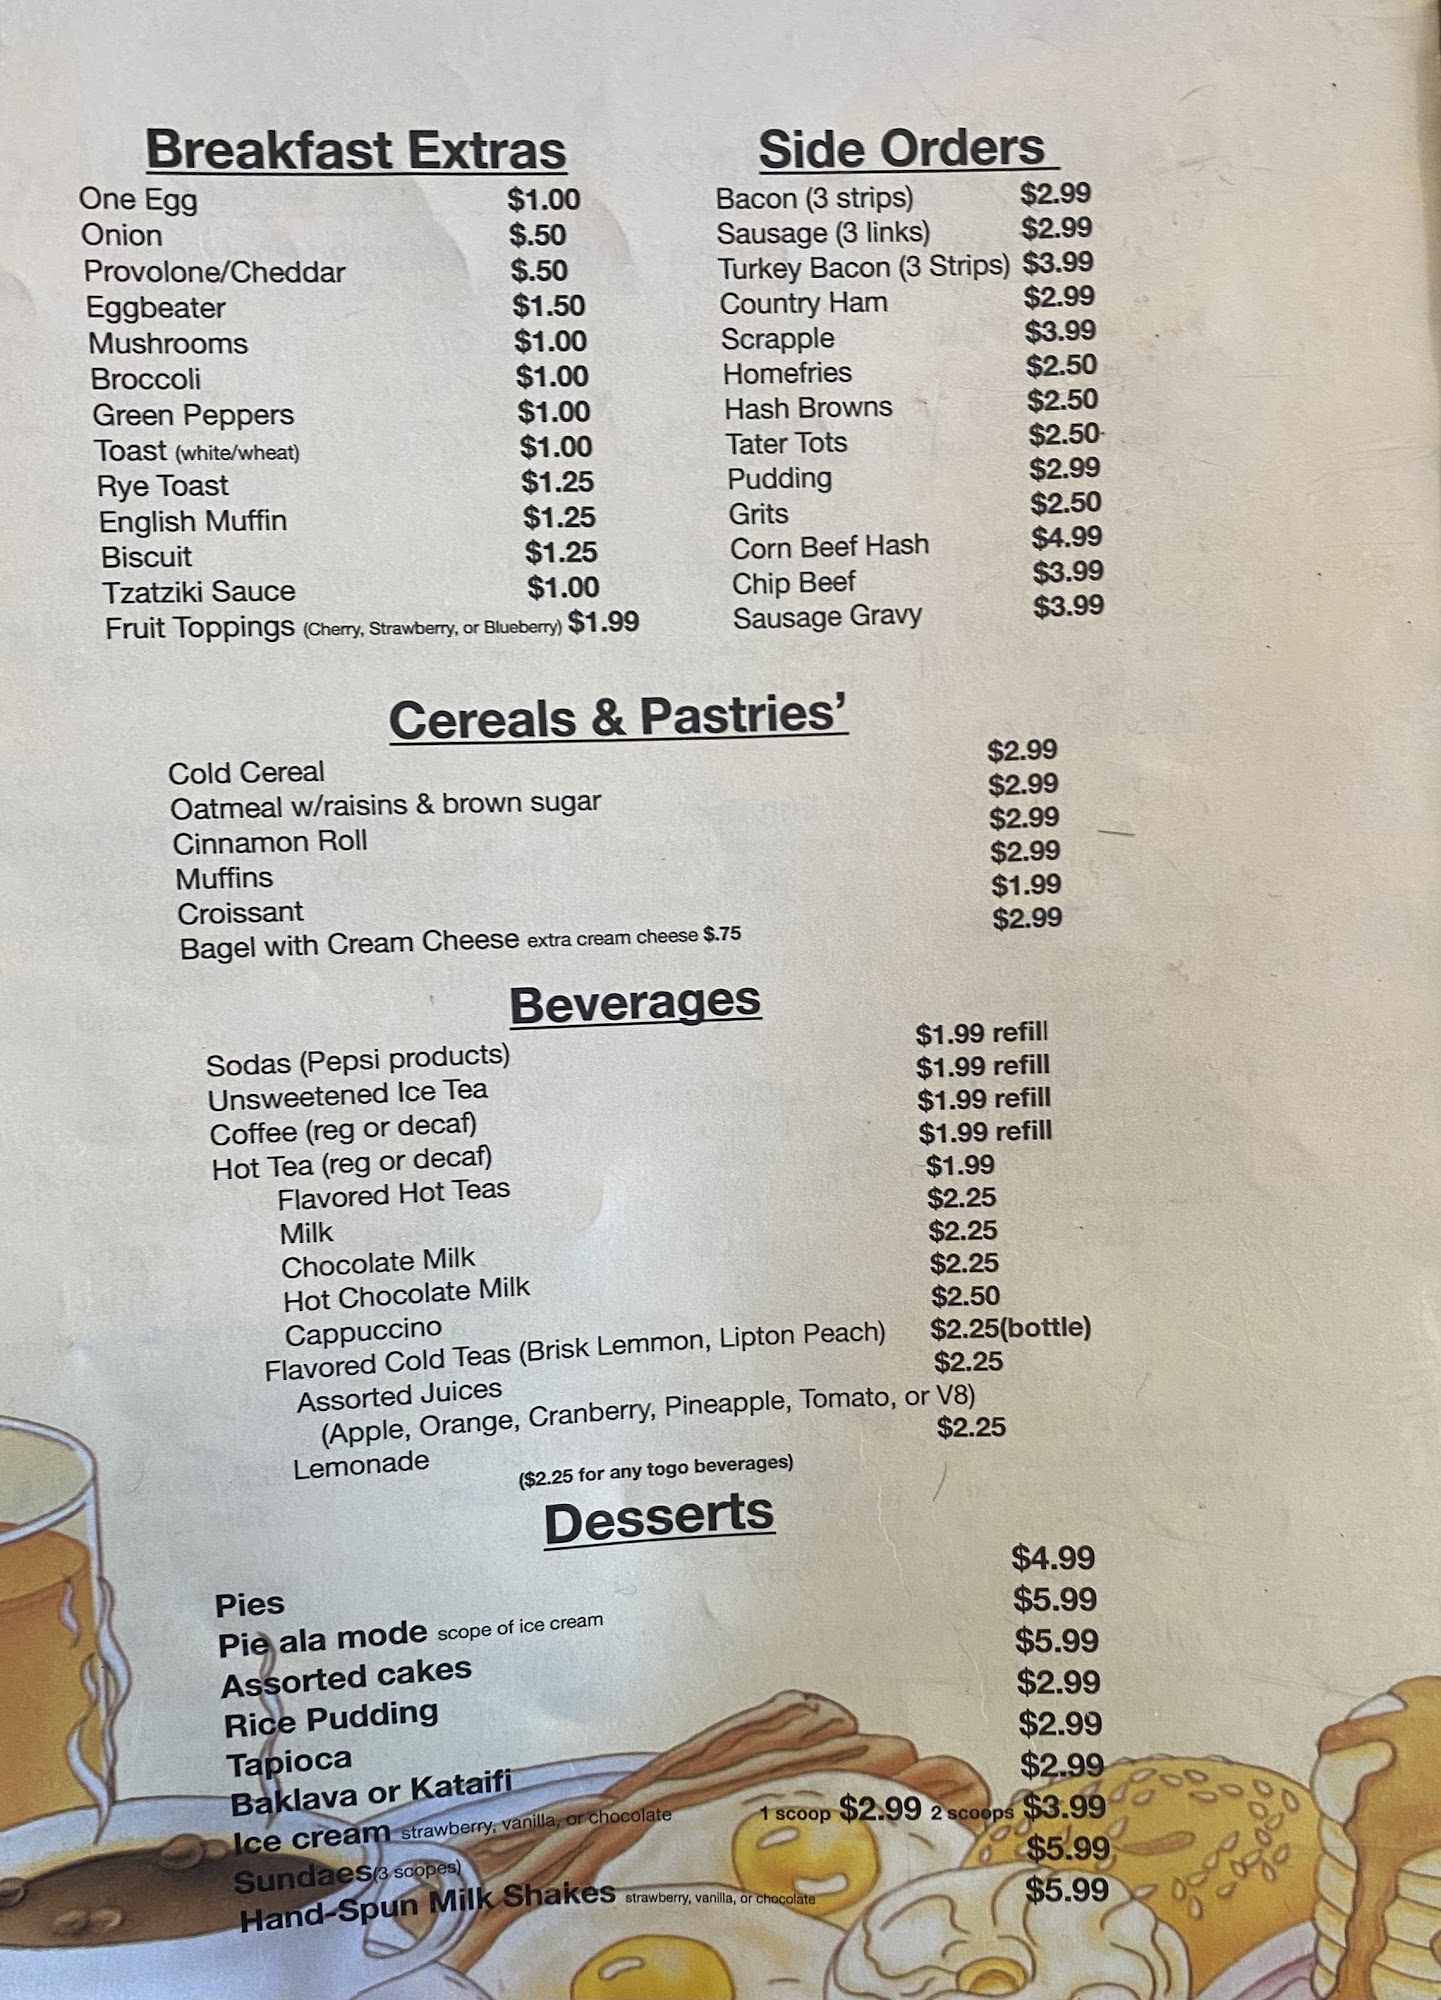 Breakfast Extras
One Egg $1.00
Onion $.50
Provolone/Cheddar $.50
Eggbeater $1.50
Mushrooms $1.00
Broccoli $1.00
Green Peppers $1.00
Toast (white/wheat) $1.00
Rye Toast $1.25
English Muffin $1.25
Biscuit $1.25
Tzatziki Sauce $1.00
Fruit Toppings (Cherry, Strawberry, or Blueberry) $1.99
Side Orders
Bacon (3 strips) $2.99
Sausage (3 links) $2.99
Turkey Bacon (3 Strips) $3.99
Country Ham $2.99
Scrapple $3.99
Homefries $2.50
Hash Browns $2.50
Tater Tots $2.50
Pudding $2.99
Grits $2.50
Corn Beef Hash $4.99
Chip Beef $3.99
Sausage Gravy $3.99
Cereals & Pastries’
Cold Cereal $2.99
Oatmeal w/raisins & brown sugar $2.99
Cinnamon Roll $2.99
Muffins $2.99
Croissant $1.99
Bagel with Cream Cheese extra cream cheese $.75 $2.99
Beverages
Sodas (Pepsi products) $1.99 refill
Unsweetened Ice Tea $1.99 refill
Coffee (reg or decaf) $1.99 refill
Hot Tea (reg or decaf) $1.99 refill
Flavored Hot Teas $1.99
Milk $2.25
Chocolate Milk $2.25
Hot Chocolate Milk $2.25
Cappuccino $2.50
Flavored Cold Teas (Brisk Lemmon, Lipton Peach) $2.25(bottle)
Assorted Juices $2.25
(Apple, Orange, Cranberry, Pineapple, Tomato, or V8)
Lemonade $2.25
($2.25 for any togo beverages)
Desserts
Pies $4.99
Pie ala mode scope of ice cream $5.99
Assorted cakes $5.99
Rice Pudding $2.99
Tapioca $2.99
Baklava or Kataifi $2.99
Ice cream strawberry, vanilla, or chocolate 1 scoop $2.99 2 scoops $3.99
Sundaes(3 scopes) $5.99
Hand-Spun Milk Shakes strawberry, vanilla, or chocolate $5.99